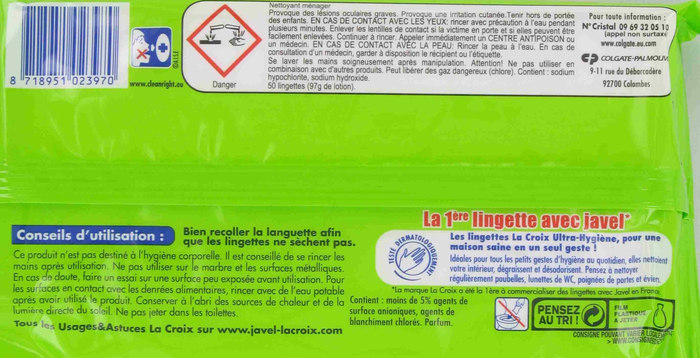 Nettoyant ménager
Provoque des lésions oculaires graves. Provoque une irritation cutanée. Tenir hors de portée
des enfants. EN CAS DE CONTACT AVEC LES YEUX: rincer avec précaution à l'eau pendant
plusieurs minutes. Enlever les lentilles de contact si la victime en porte et si elles peuvent être
facilement enlevées. Continuer à rincer. Appeler immédiatement un CENTRE ANTIPOISON ou
un médecin. EN CAS DE CONTACT AVEC LA PEAU: Rincer la peau à l'eau. En cas de
consultation d'un médecin, garder à disposition le récipient ou l'étiquette.
Se laver les mains soigneusement après manipulation. Attention! Ne pas utiliser en
combinaison avec d'autres produits. Peut libérer des gaz dangereux (chlore). Contient : sodium
hypochlorite, sodium hydroxide.
50 lingettes (97g de lotion).
Danger
Pour toute information :
N° Cristal 09 69 32 05 10
(appel non surtaxé
www.colgate.eu.com
CP COLGATE-PALMOLIV
9-11 rue du Débarcadère
92700 Colombes
8 718951 023970
©AISE
www.cleanright.eu
La 1ère lingette avec javel*
Conseils d'utilisation :
Bien recoller la languette afin
que les lingettes ne sèchent pas.
Ce produit n'est pas destiné à l'hygiène corporelle. Il est conseillé de se rincer les
mains après utilisation. Ne pas utiliser sur le marbre et les surfaces métalliques.
En cas de doute, faire un essai sur une surface peu exposée avant utilisation. Pour
les surfaces en contact avec les denrées alimentaires, rincer avec de l'eau potable
après avoir utilisé le produit. Conserver à l'abri des sources de chaleur et de la
lumière directe du soleil. Ne pas jeter dans les toilettes.
Tous les Usages&Astuces La Croix sur www.javel-lacroix.com
TESTÉ DERMATOLOGIQUEMENT
Les lingettes La Croix Ultra-Hygiène, pour une
maison saine en un seul geste !
Idéales pour tous les petits gestes d'hygiène au quotidien, elles nettoient
votre intérieur, dégraissent et désodorisent. Pensez à nettoyer
régulièrement poubelles, lunettes de WC, poignées de portes et évier.
*La marque La Croix a été la 1ère à commercialiser des lingettes avec Javel en France
Contient : moins de 5% agents de
surface anioniques, agents de
blanchiment chlorés. Parfum.
PENSEZ
AU TRI !
FILM
PLASTIQUE
À JETER
CONSIGNE POUVANT VARIER LOCALEM
> WWW.CONSIGNE